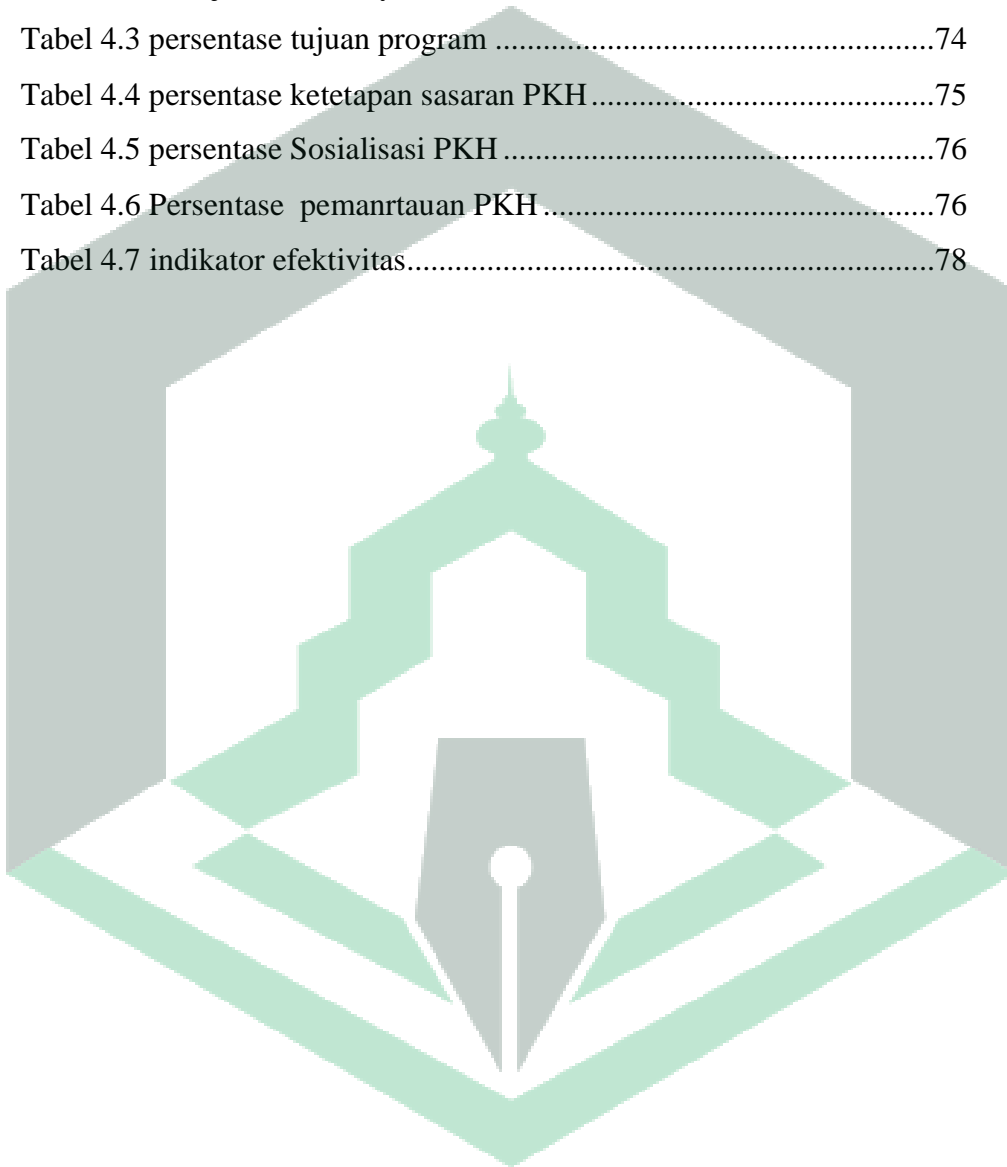 Tabel 4.3 persentase tujuan program ......................................................74
Tabel 4.4 persentase ketetapan sasaran PKH..........................................75
Tabel 4.5 persentase Sosialisasi PKH .....................................................76
Tabel 4.6 Persentase  pemanrtauan PKH................................................76
Tabel 4.7 indikator efektivitas.................................................................78